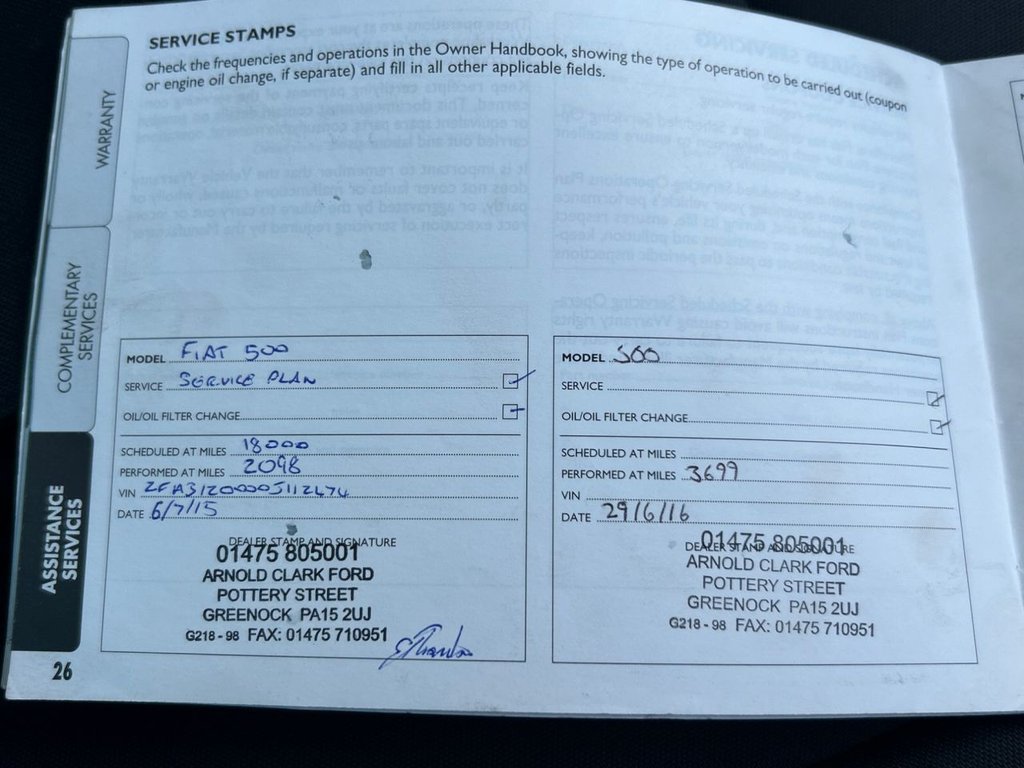 SERVICE STAMPS
Check the frequencies and operations in the Owner Handbook, showing the type of operation to be carried out (coupon
or engine oil change, if separate) and fill in all other applicable fields.
WARRANTY
COMPLEMENTARY
SERVICES
ASSISTANCE
SERVICES
MODEL FIAT 500
SERVICE SERVICE PLAN
OIL/OIL FILTER CHANGE
SCHEDULED AT MILES 18000
PERFORMED AT MILES 2098
VIN ZFA3120000J112474
DATE 6/7/15
DEALER STAMP AND SIGNATURE
01475 805001
ARNOLD CLARK FORD
POTTERY STREET
GREENOCK PA15 2UJ
G218 - 98 FAX: 01475 710951
MODEL 500
SERVICE
OIL/OIL FILTER CHANGE
SCHEDULED AT MILES
PERFORMED AT MILES 3699
VIN
DATE 29/6/16
DEALER STAMP AND SIGNATURE
01475 805001
ARNOLD CLARK FORD
POTTERY STREET
GREENOCK PA15 2UJ
G218 - 98 FAX: 01475 710951
26